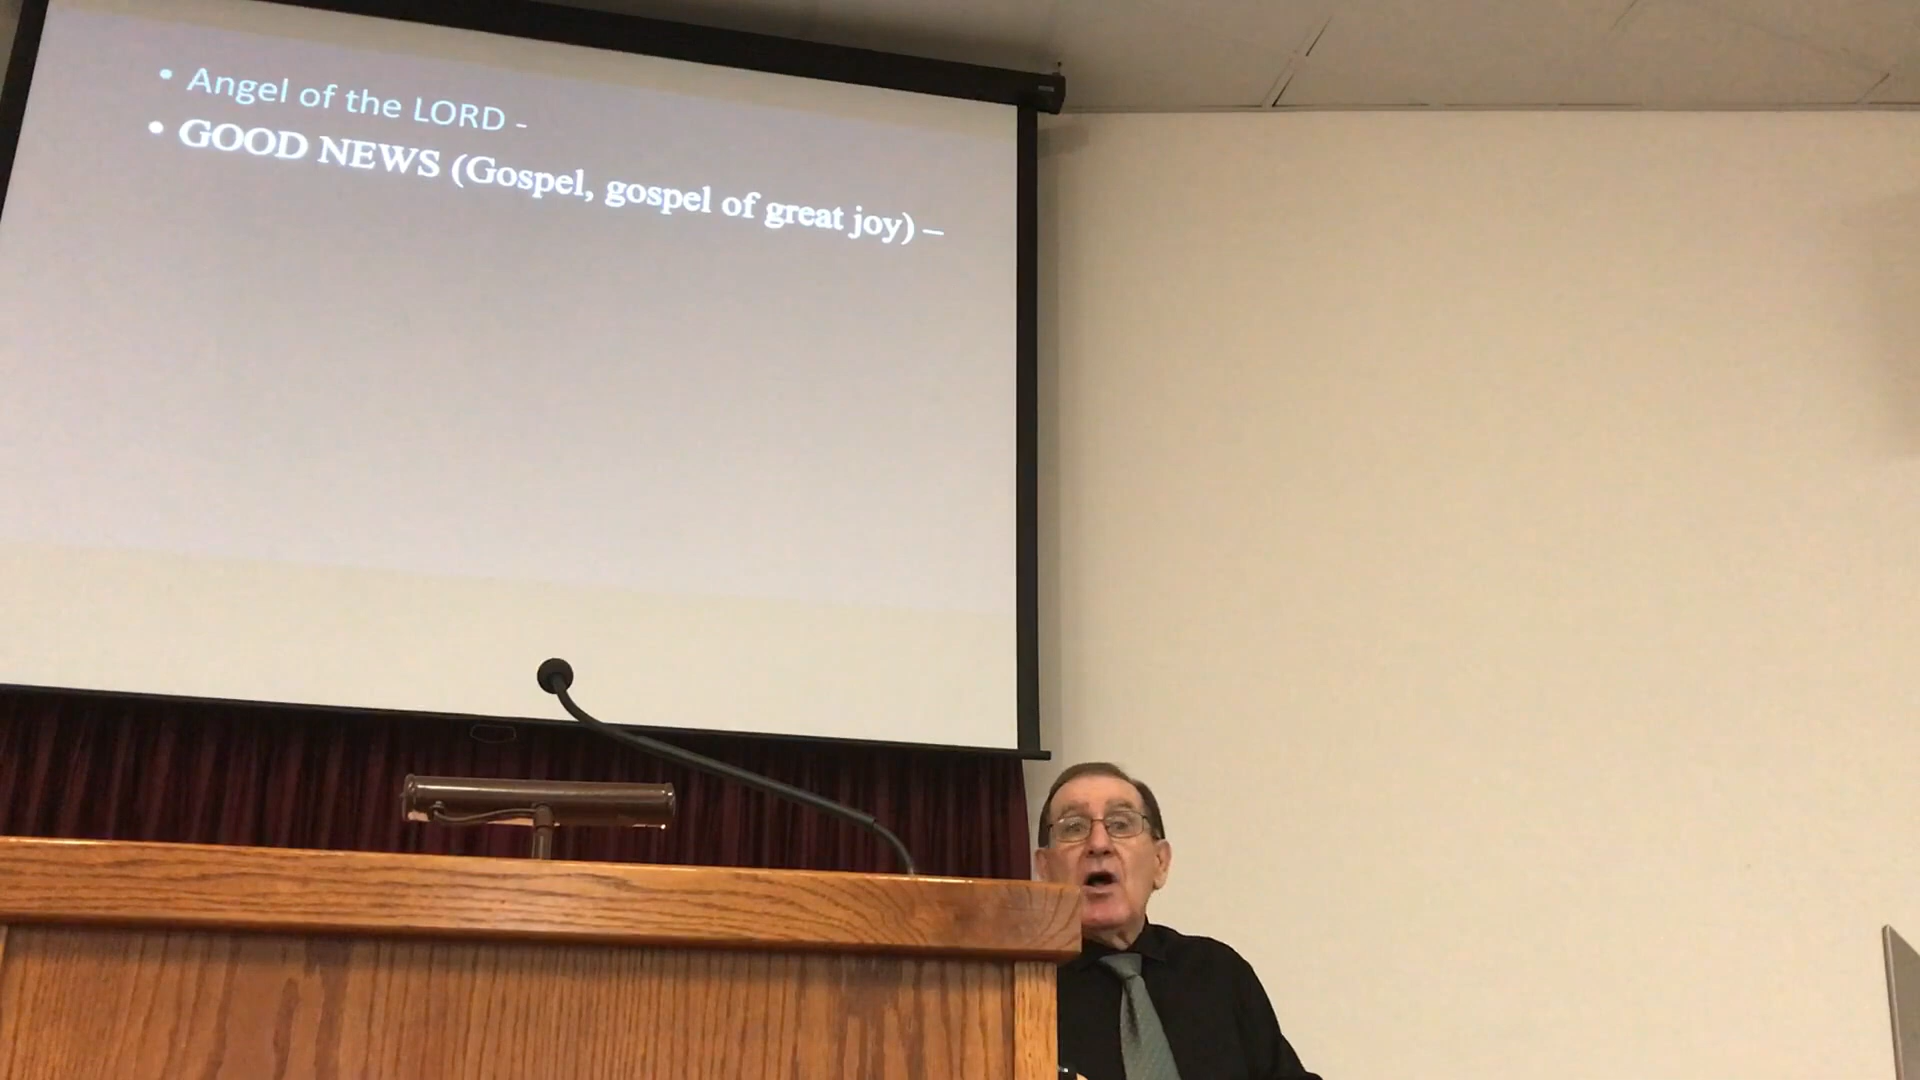 • Angel of the LORD -
• GOOD NEWS (Gospel, gospel of great joy) –